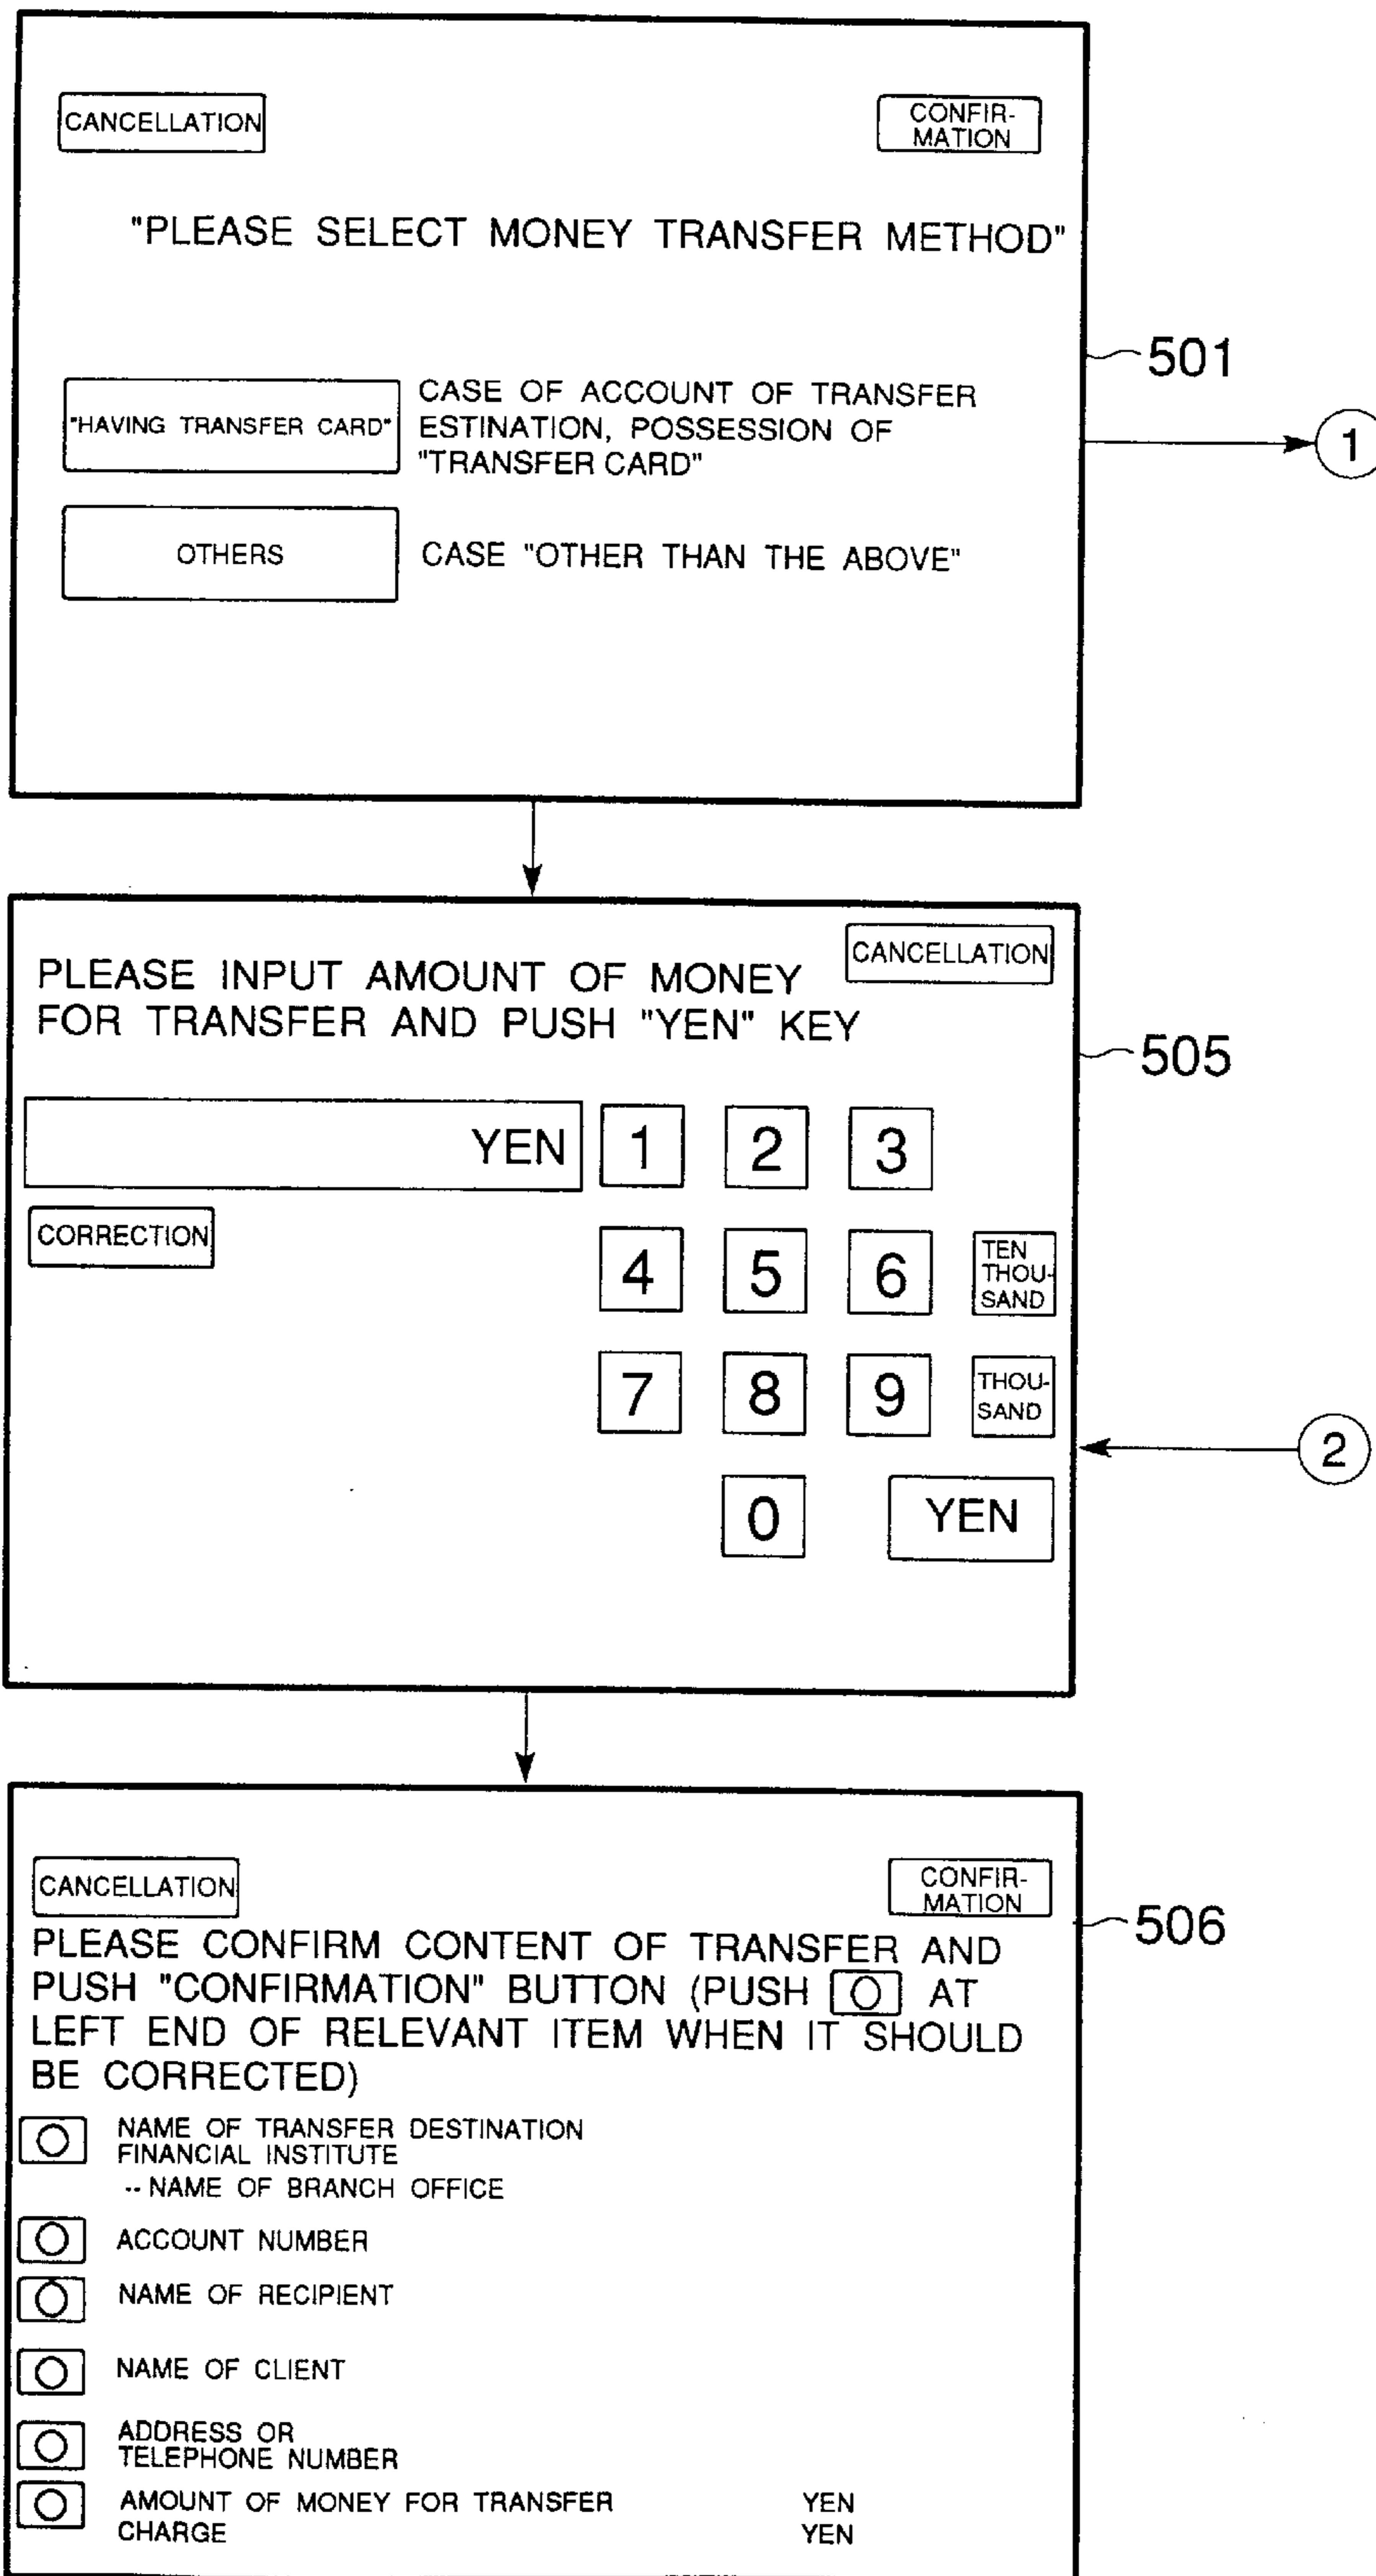 CANCELLATION
CONFIR-
MATION
"PLEASE SELECT MONEY TRANSFER METHOD"
501
"HAVING TRANSFER CARD"
CASE OF ACCOUNT OF TRANSFER
ESTINATION, POSSESSION OF
"TRANSFER CARD"
1
OTHERS
CASE "OTHER THAN THE ABOVE"
CANCELLATION
PLEASE INPUT AMOUNT OF MONEY
FOR TRANSFER AND PUSH "YEN" KEY
505
YEN
1 2 3
CORRECTION
4 5 6
TEN
THOU-
SAND
7 8 9
THOU-
SAND
2
0
YEN
CANCELLATION
CONFIR-
MATION
506
PLEASE CONFIRM CONTENT OF TRANSFER AND
PUSH "CONFIRMATION" BUTTON (PUSH O AT
LEFT END OF RELEVANT ITEM WHEN IT SHOULD
BE CORRECTED)
O NAME OF TRANSFER DESTINATION
FINANCIAL INSTITUTE
-- NAME OF BRANCH OFFICE
O ACCOUNT NUMBER
O NAME OF RECIPIENT
O NAME OF CLIENT
O ADDRESS OR
TELEPHONE NUMBER
O AMOUNT OF MONEY FOR TRANSFER YEN
CHARGE YEN